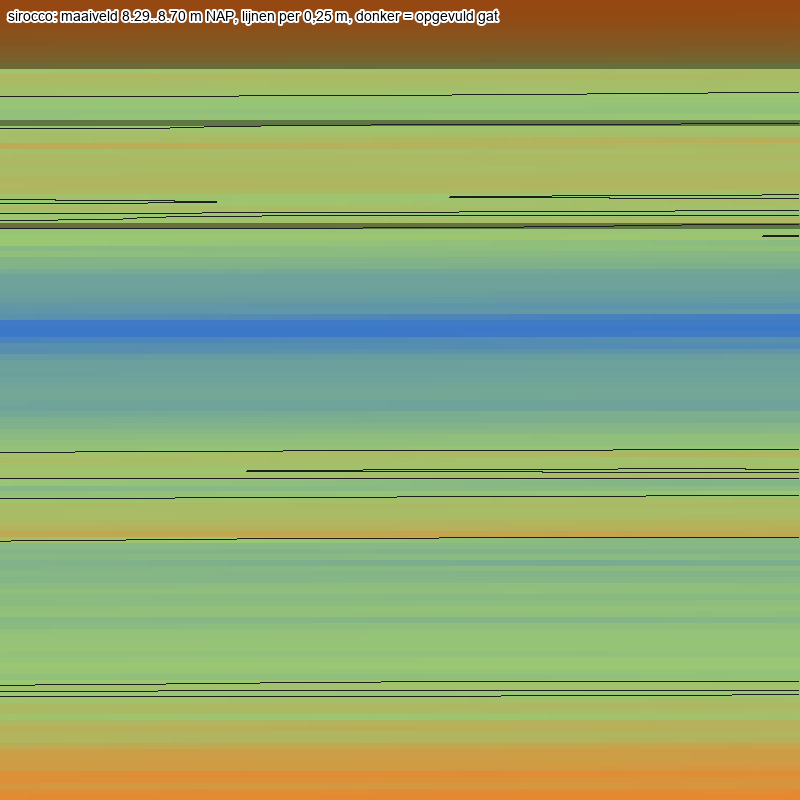 sirocco: maaiveld 8.29..8.70 m NAP, lijnen per 0,25 m, donker = opgevuld gat